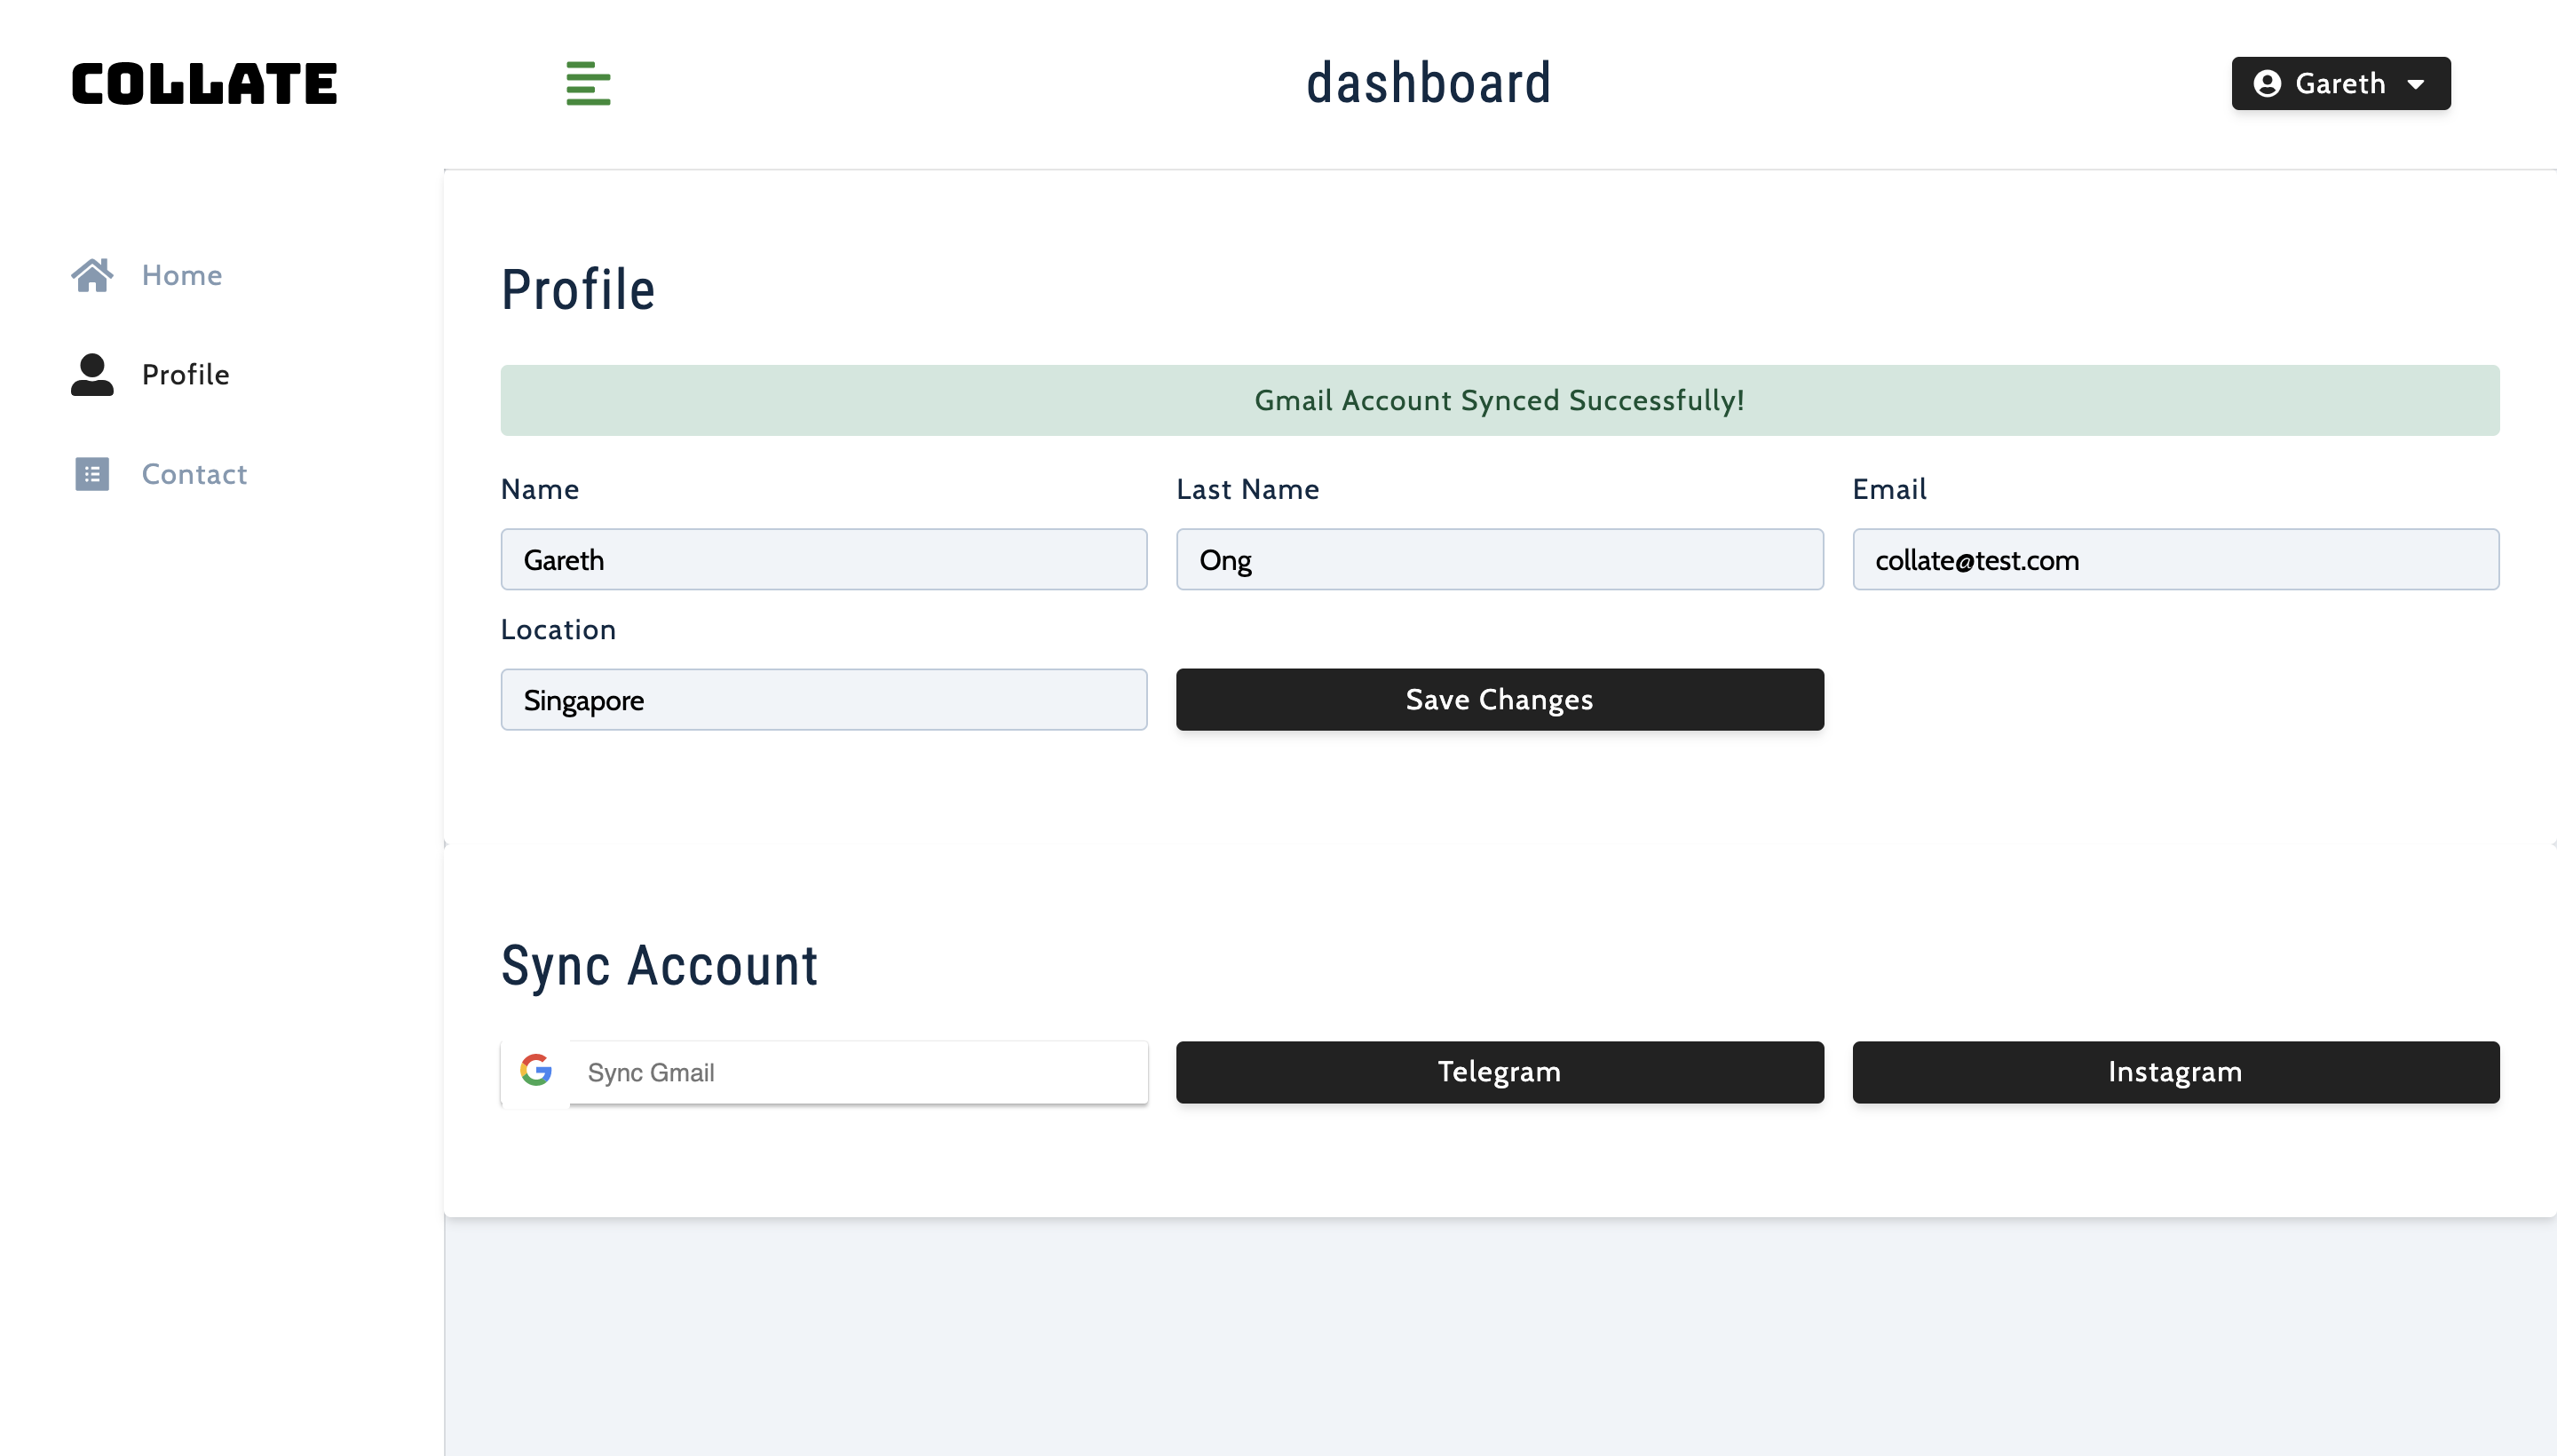 COLLATE
dashboard
Gareth
Home
Profile
Contact
Profile
Gmail Account Synced Successfully!
Name
Last Name
Email
Gareth
Ong
collate@test.com
Location
Singapore
Save Changes
Sync Account
Sync Gmail
Telegram
Instagram